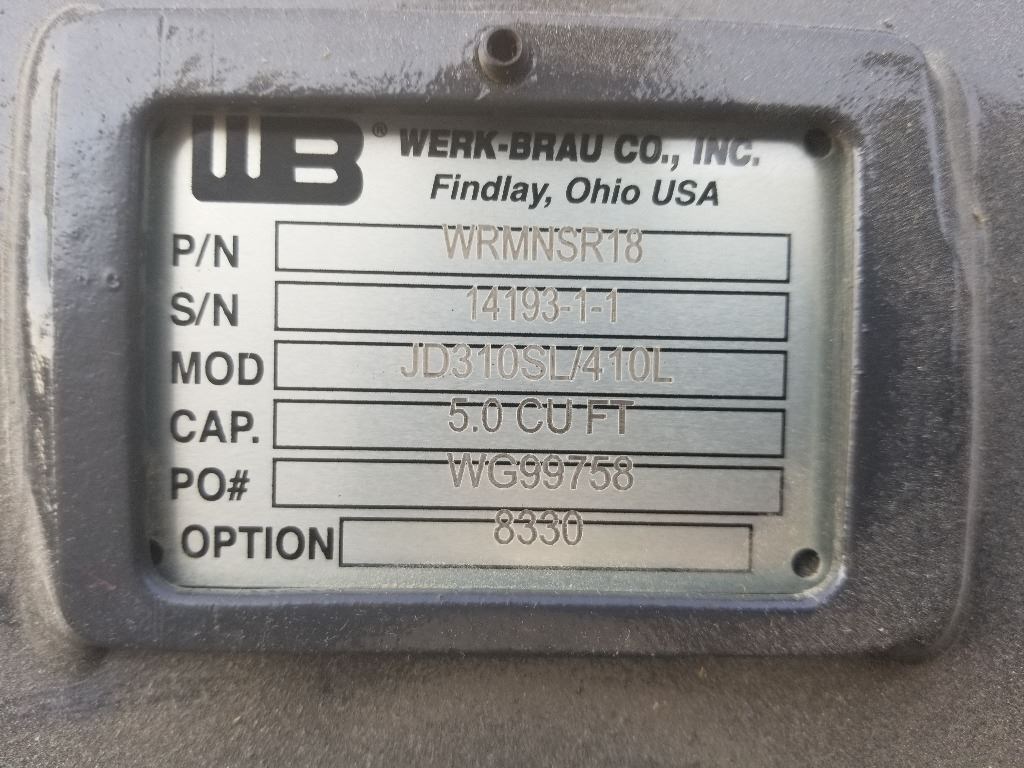 WB® WERK-BRAU CO., INC.
Findlay, Ohio USA
P/N WRMNSR18
S/N 14193-1-1
MOD JD310SL/410L
CAP. 5.0 CU FT
PO# WG99758
OPTION 8330